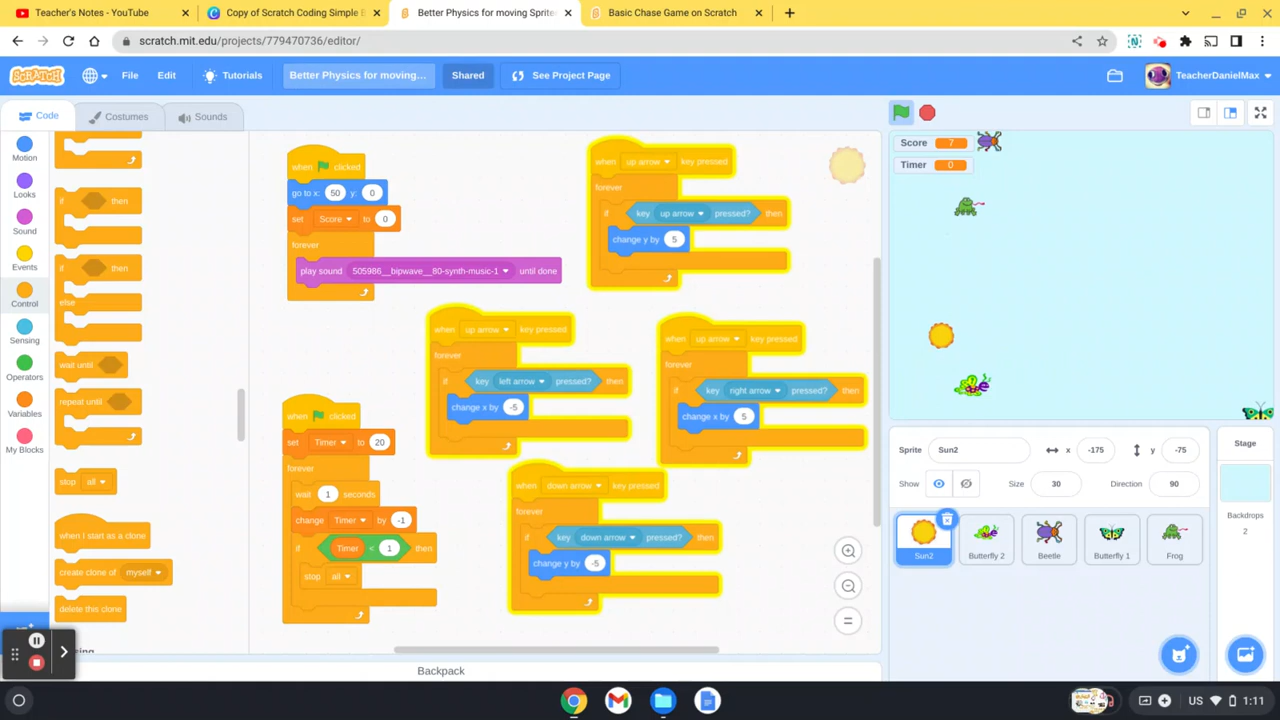 Teacher's Notes - YouTube
Copy of Scratch Coding Simple B
Better Physics for moving Sprite
Basic Chase Game on Scratch
scratch.mit.edu/projects/779470736/editor/
SCRATCH File Edit Tutorials Better Physics for moving... Shared See Project Page TeacherDanielMax
Code Costumes Sounds
Motion
Looks
Sound
Events
Control
Sensing
Operators
Variables
My Blocks
if then
if then
else
wait until
repeat until
stop all
when I start as a clone
create clone of myself
delete this clone
when clicked
go to x: 50 y: 0
set Score to 0
forever
play sound 505986__bipwave__80-synth-music-1 until done
when up arrow key pressed
forever
if key up arrow pressed? then
change y by 5
when up arrow key pressed
forever
if key left arrow pressed? then
change x by -5
when up arrow key pressed
forever
if key right arrow pressed? then
change x by 5
when clicked
set Timer to 20
forever
wait 1 seconds
change Timer by -1
if Timer < 1 then
stop all
when down arrow key pressed
forever
if key down arrow pressed? then
change y by -5
Backpack
Score 7
Timer 0
Sprite Sun2 x -175 y -75
Show Size 30 Direction 90
Sun2 Butterfly 2 Beetle Butterfly 1 Frog
Stage
Backdrops
2
US 1:11